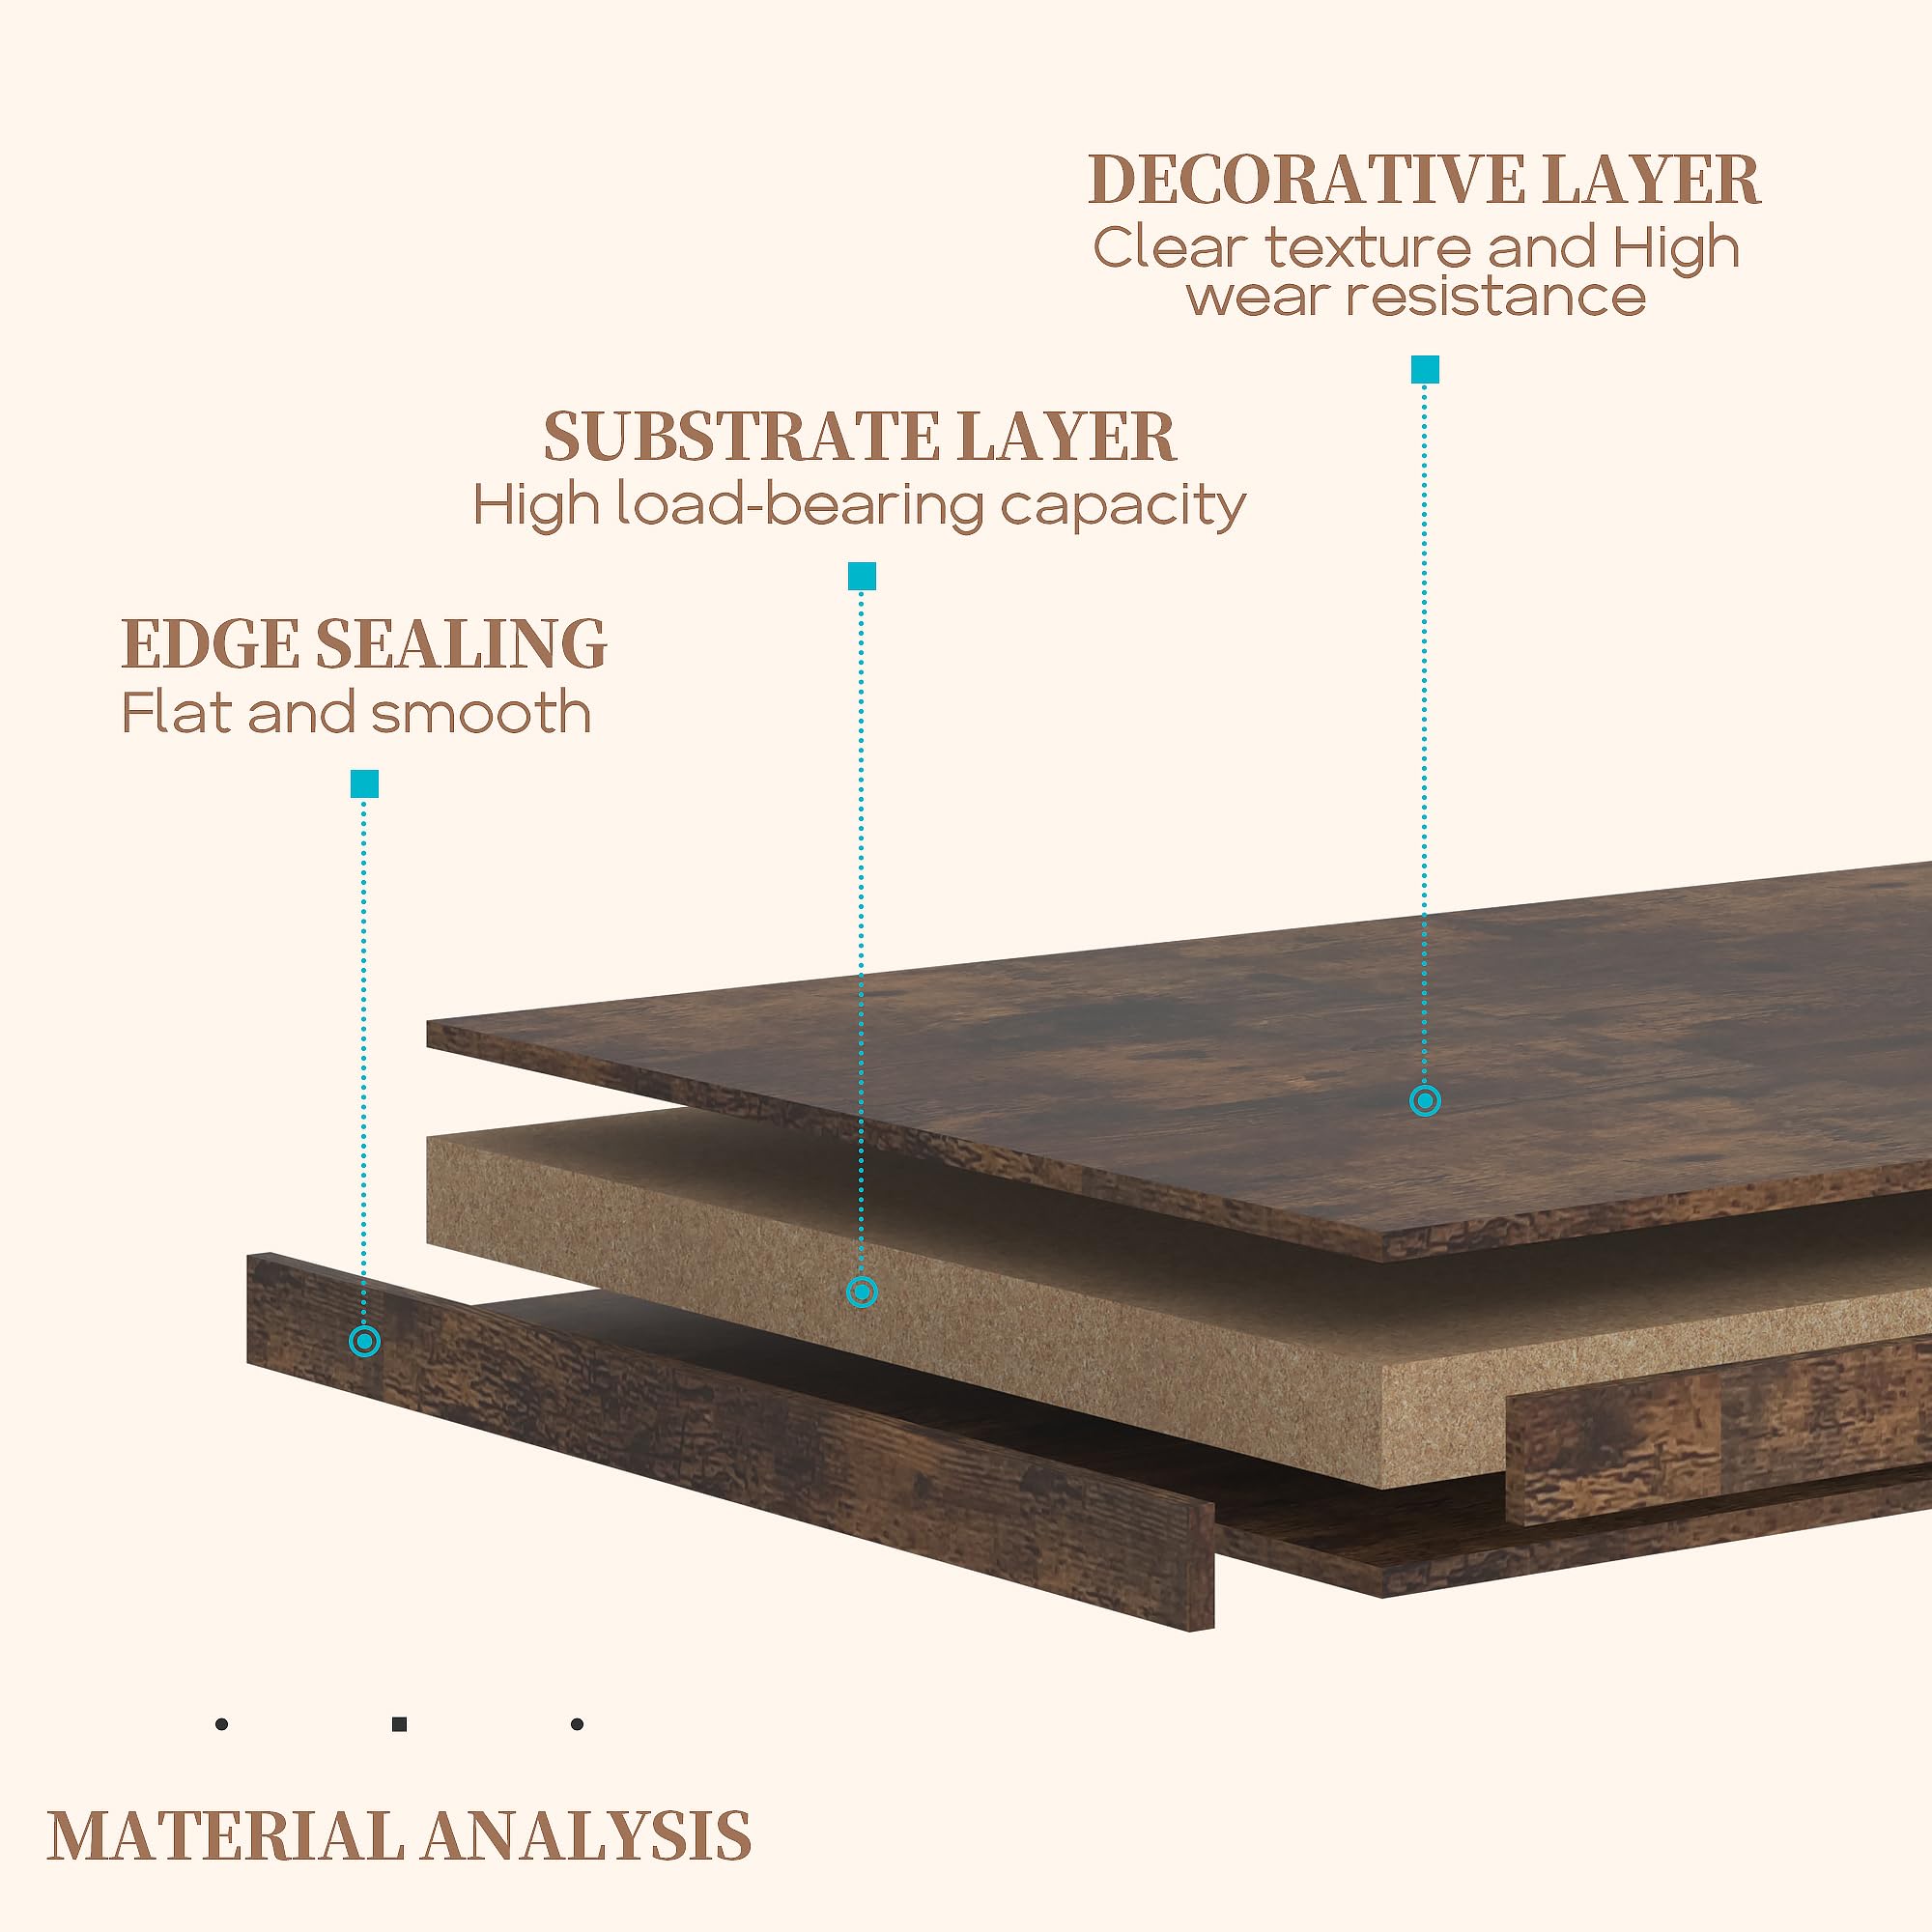 DECORATIVE LAYER
Clear texture and High
wear resistance
SUBSTRATE LAYER
High load-bearing capacity
EDGE SEALING
Flat and smooth
MATERIAL ANALYSIS